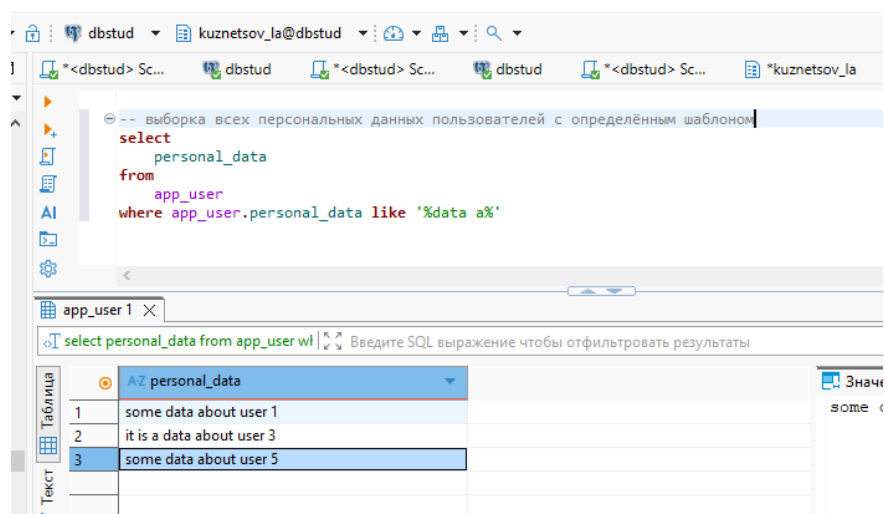 dbstud kuznetsov_la@dbstud
*<dbstud> Sc... dbstud *<dbstud> Sc... dbstud *<dbstud> Sc... *kuznetsov_la
-- выборка всех персональных данных пользователей с определённым шаблоном
select
personal_data
from
app_user
where app_user.personal_data like '%data a%'
AI
app_user 1
select personal_data from app_user wh Введите SQL выражение чтобы отфильтровать результаты
Таблица
Текст
A-Z personal_data
1 some data about user 1
2 it is a data about user 3
3 some data about user 5
Значе
some